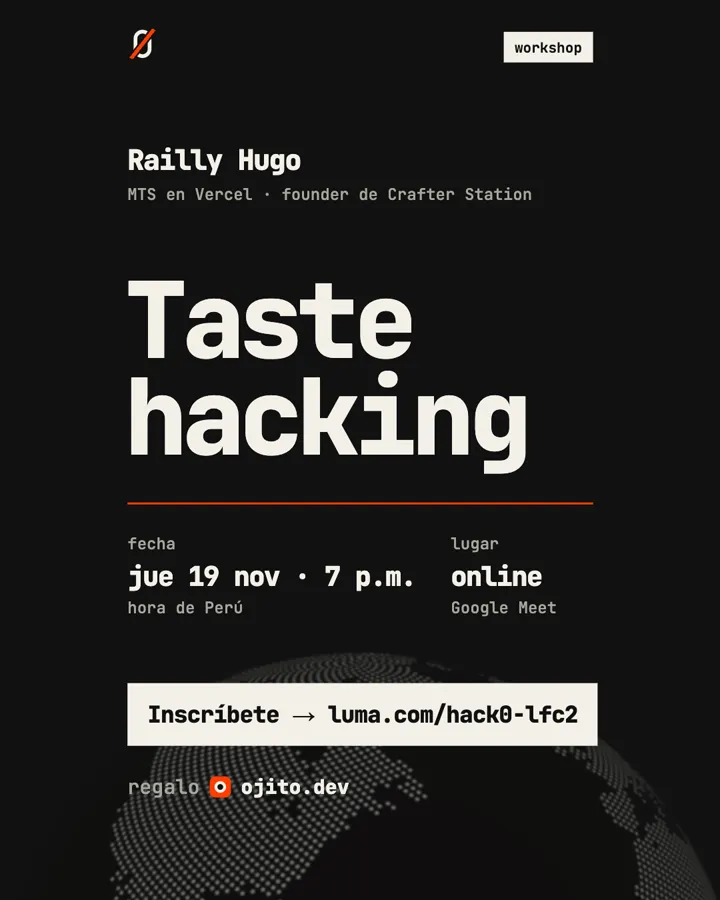 workshop
Railly Hugo
MTS en Vercel · founder de Crafter Station
Taste
hacking
fecha
jue 19 nov · 7 p.m.
hora de Perú
lugar
online
Google Meet
Inscríbete → luma.com/hack0-lfc2
regalo ojito.dev